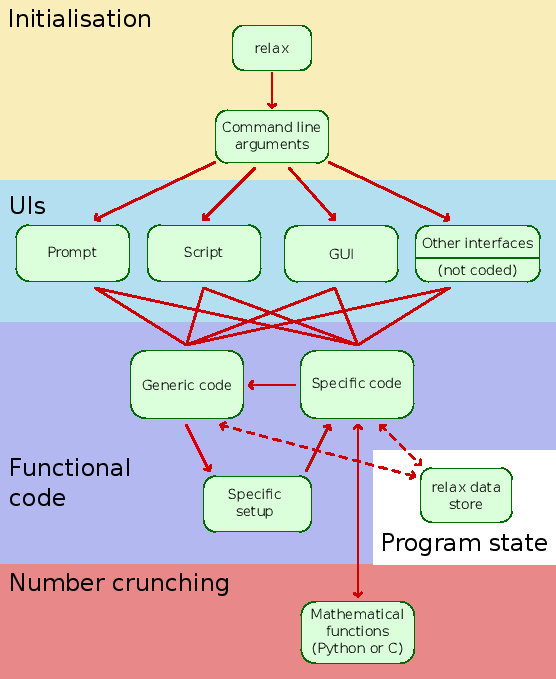 Initialisation
relax
Command line
arguments
UIs
Prompt
Script
GUI
Other interfaces
(not coded)
Generic code
Specific code
Functional
code
Specific
setup
relax data
store
Program state
Number crunching
Mathematical
functions
(Python or C)